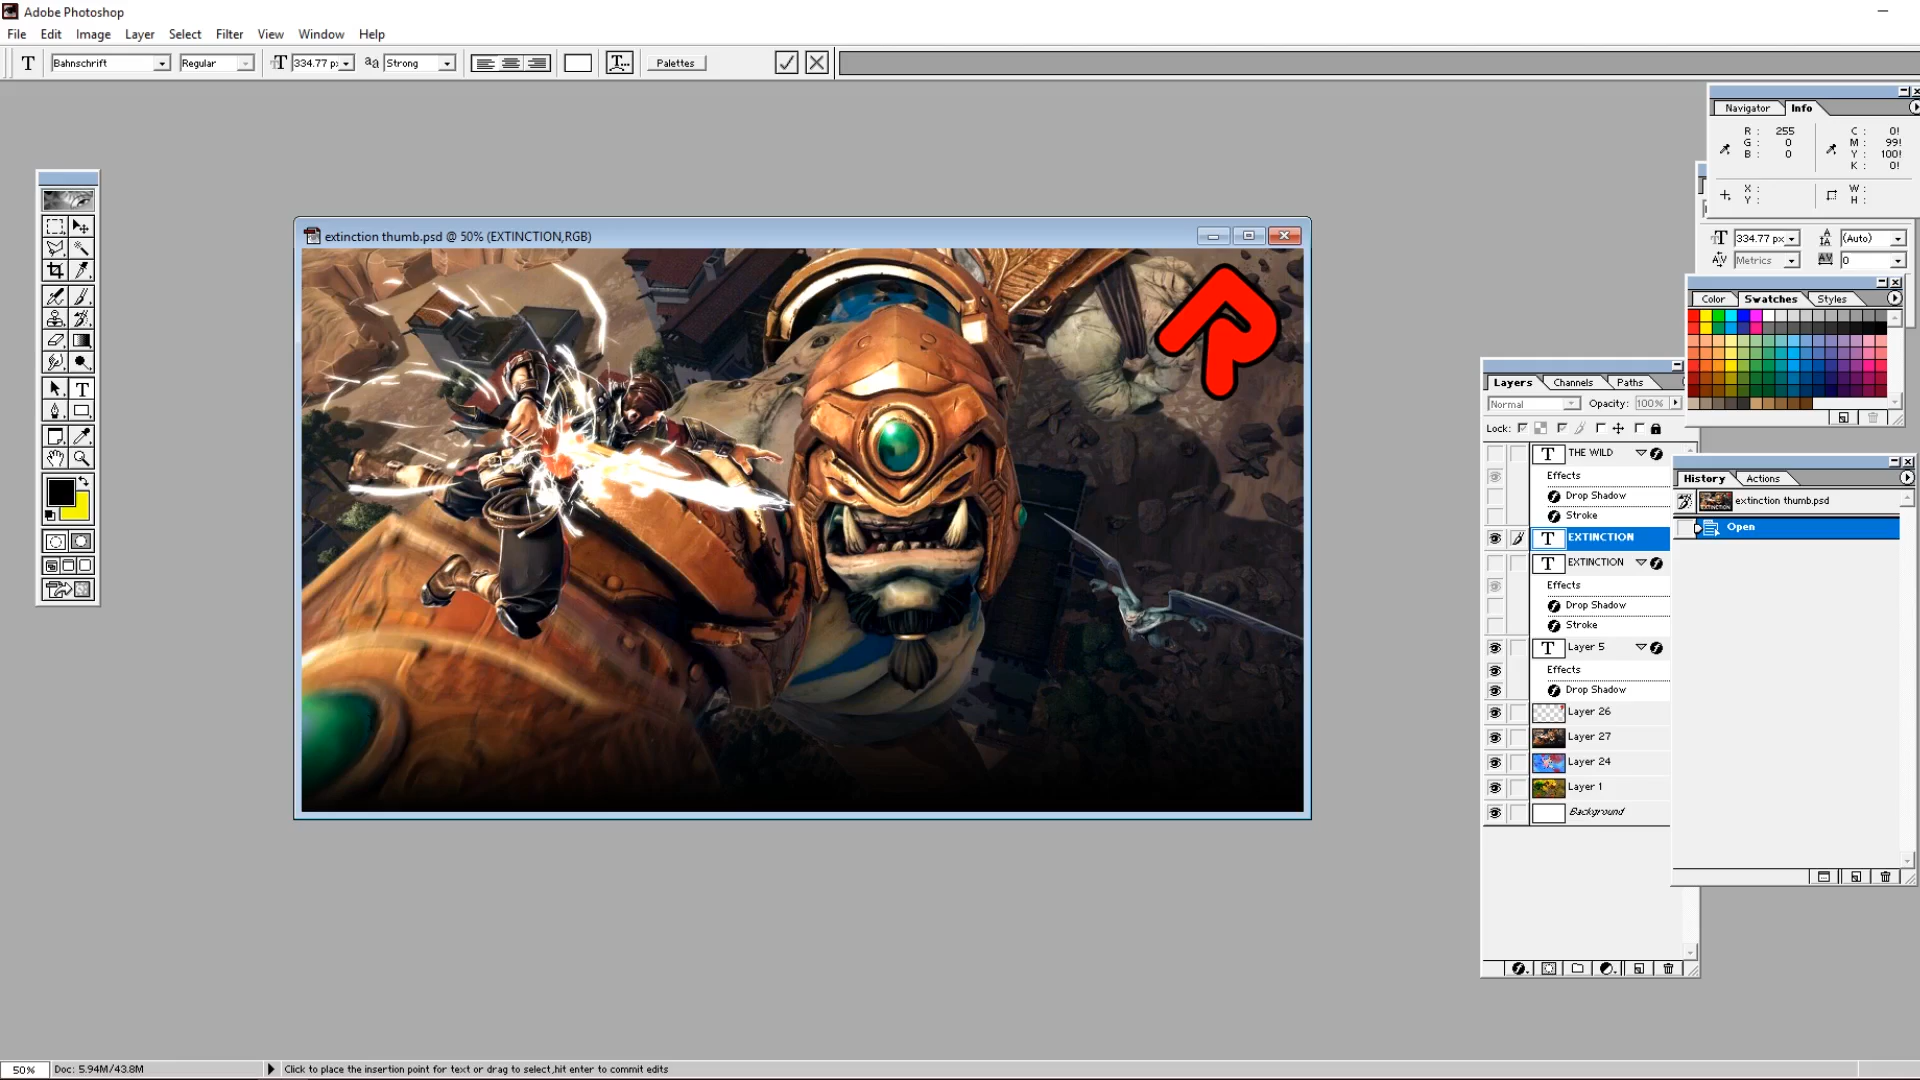 Adobe Photoshop
File Edit Image Layer Select Filter View Window Help
T Bahnschrift Regular T 334.77 px aa Strong T Palettes
Navigator Info
R : 255 C : 0!
G : 0 M : 99!
B : 0 Y : 100!
K : 0!
X : W :
Y : H :
334.77 px (Auto)
Metrics 0
Color Swatches Styles
extinction thumb.psd @ 50% (EXTINCTION,RGB)
R
Layers Channels Paths
Normal Opacity: 100%
Lock:
T THE WILD
Effects
Drop Shadow
Stroke
T EXTINCTION
T EXTINCTION
Effects
Drop Shadow
Stroke
T Layer 5
Effects
Drop Shadow
Layer 26
Layer 27
Layer 24
Layer 1
Background
History Actions
extinction thumb.psd
Open
50% Doc: 5.94M/43.8M Click to place the insertion point for text or drag to select,hit enter to commit edits